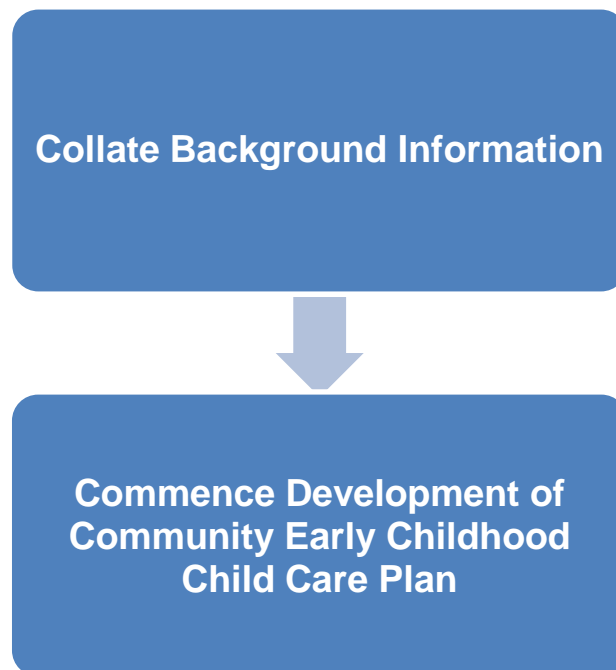 Collate Background Information
Commence Development of
Community Early Childhood
Child Care Plan